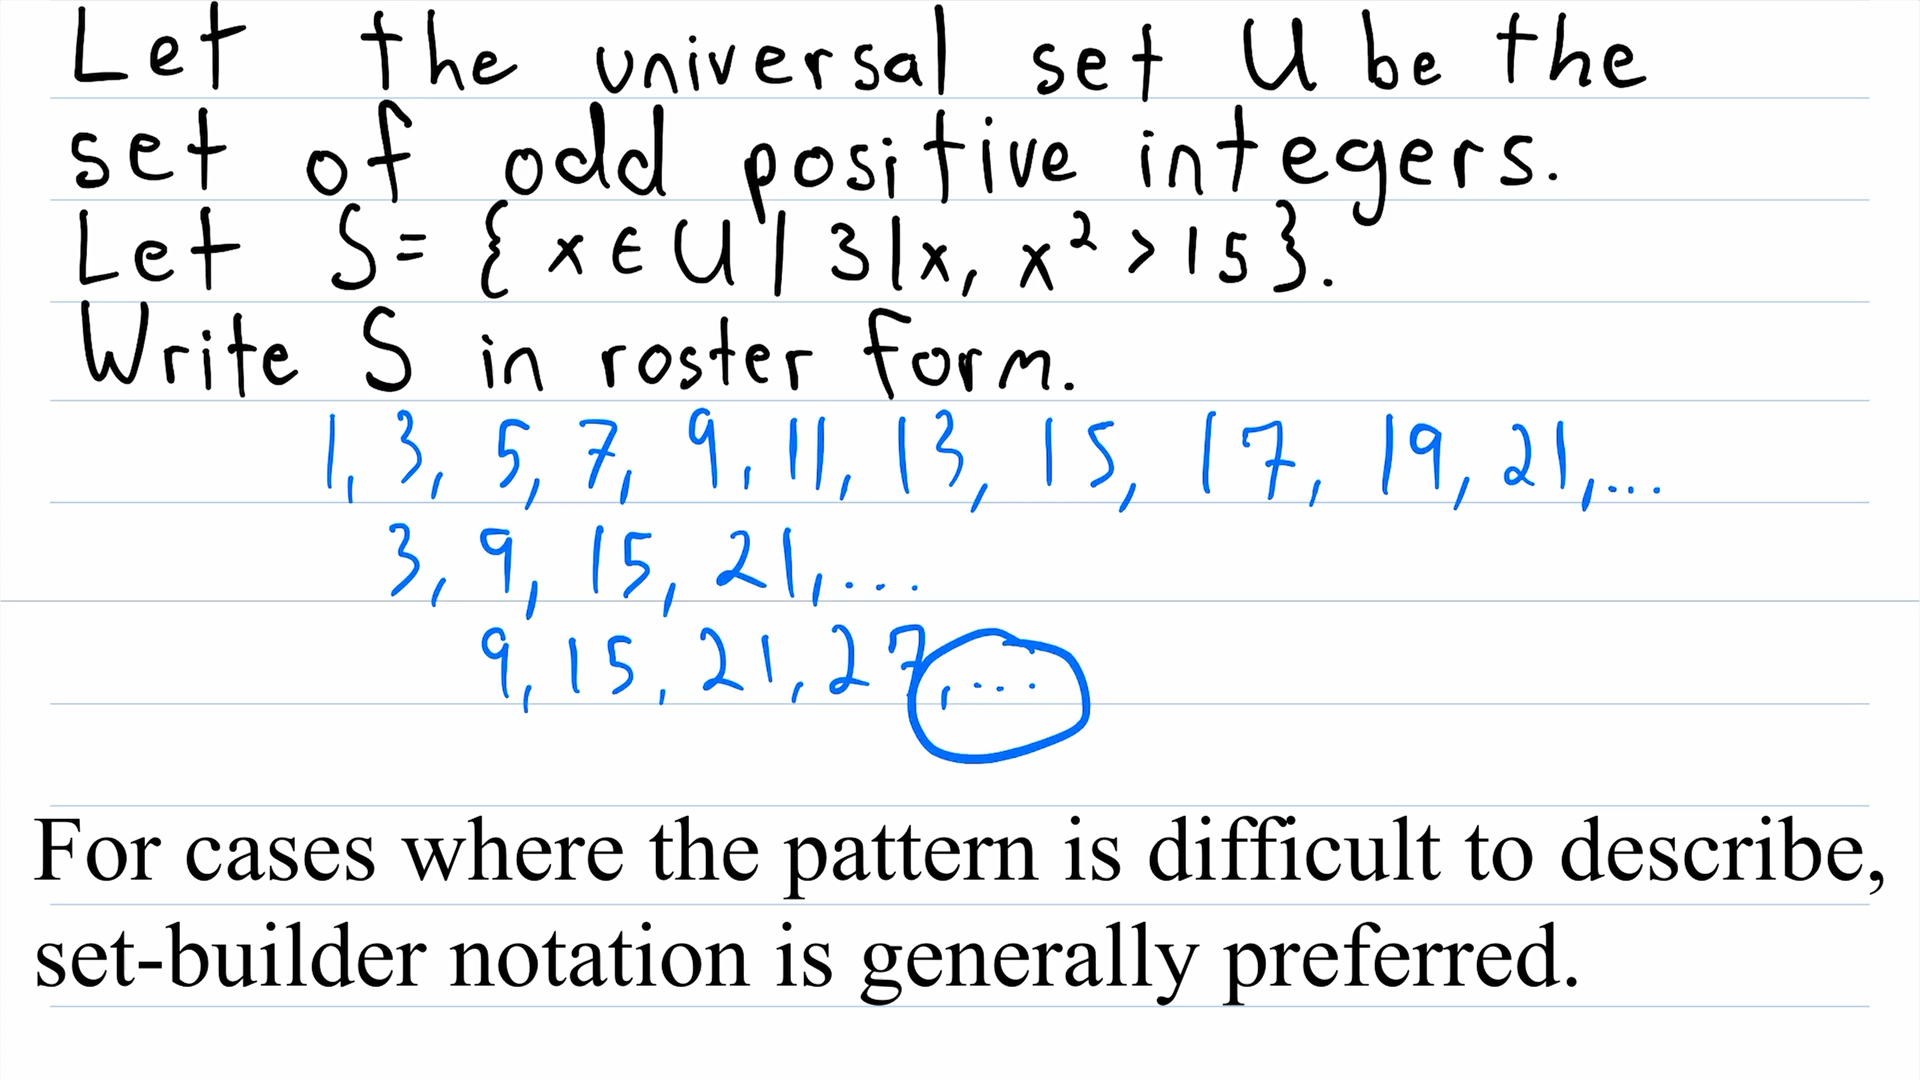 Let the universal set U be the
set of odd positive integers.
Let S= {x∈U | 3|x, x²>15}.
Write S in roster form.
1, 3, 5, 7, 9, 11, 13, 15, 17, 19, 21,...
3, 9, 15, 21,...
9, 15, 21, 27,...
For cases where the pattern is difficult to describe,
set-builder notation is generally preferred.